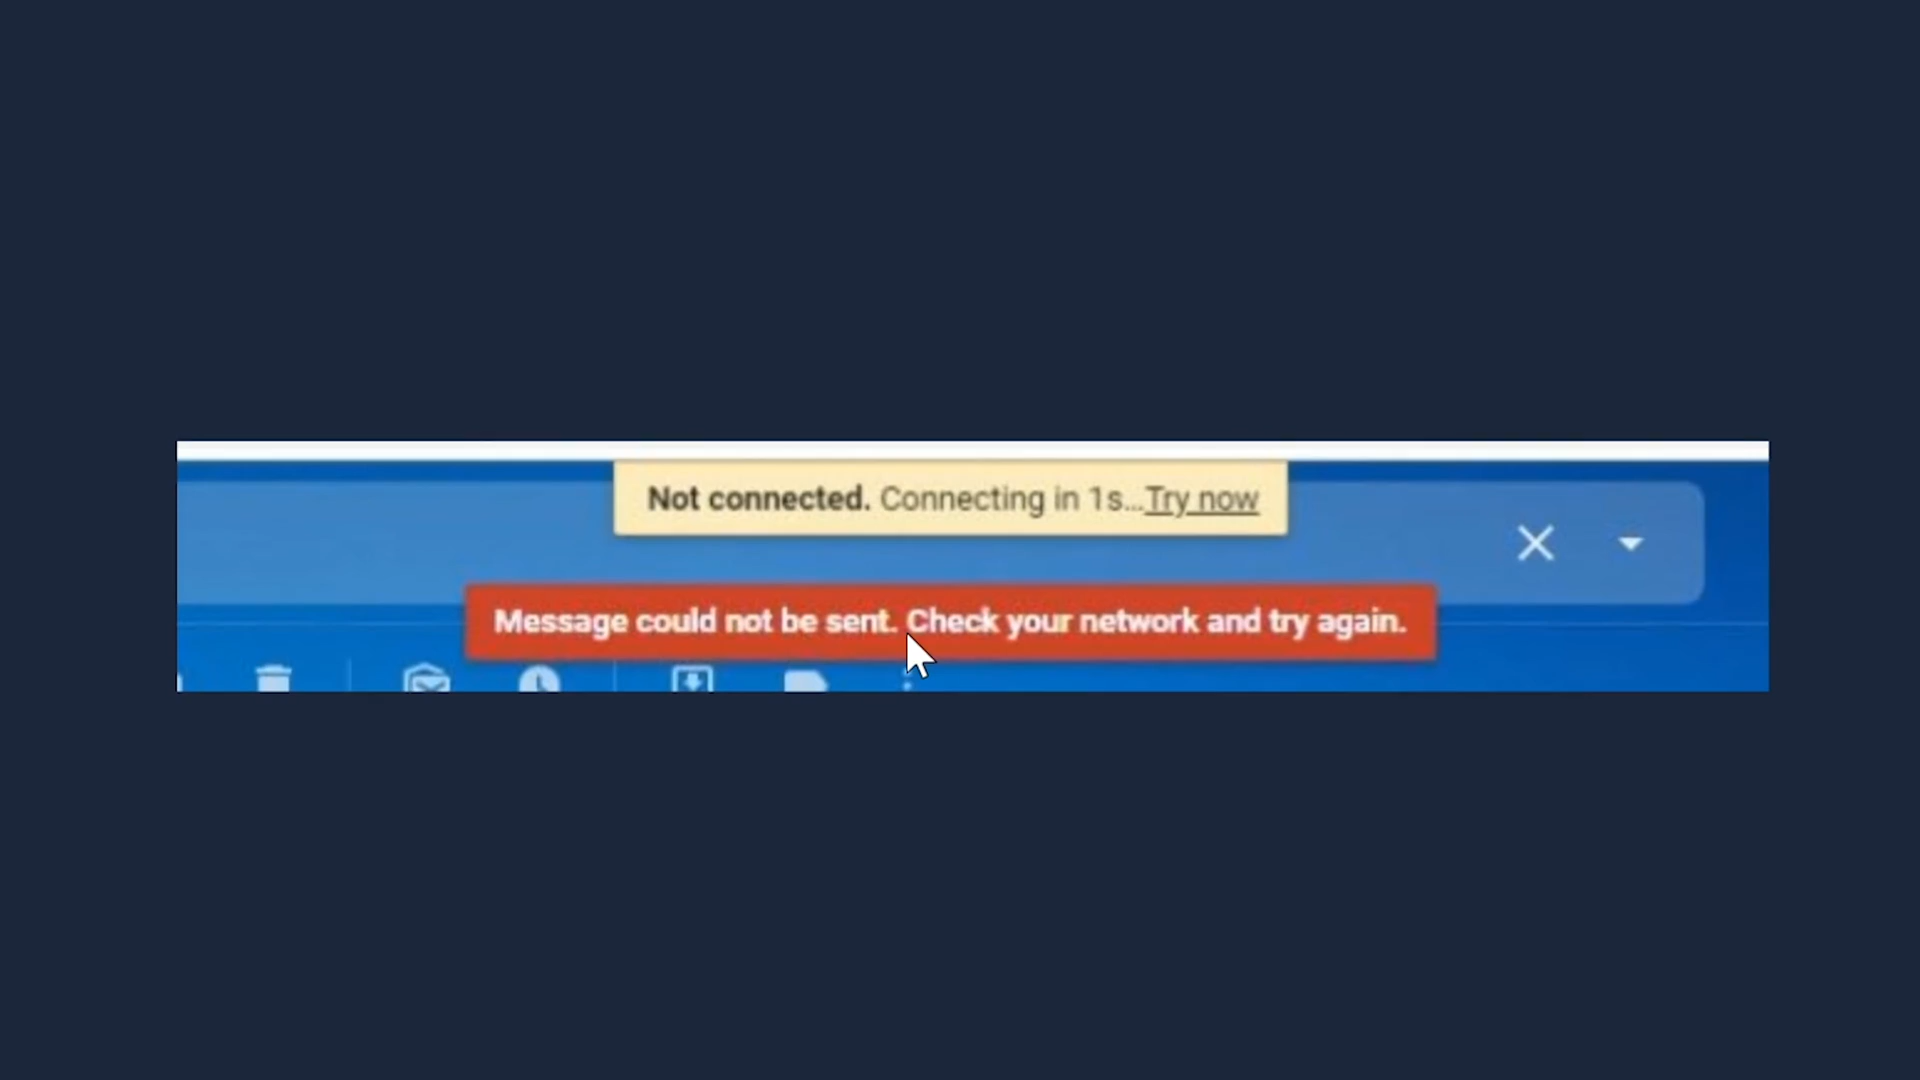 Not connected. Connecting in 1s...Try now
Message could not be sent. Check your network and try again.